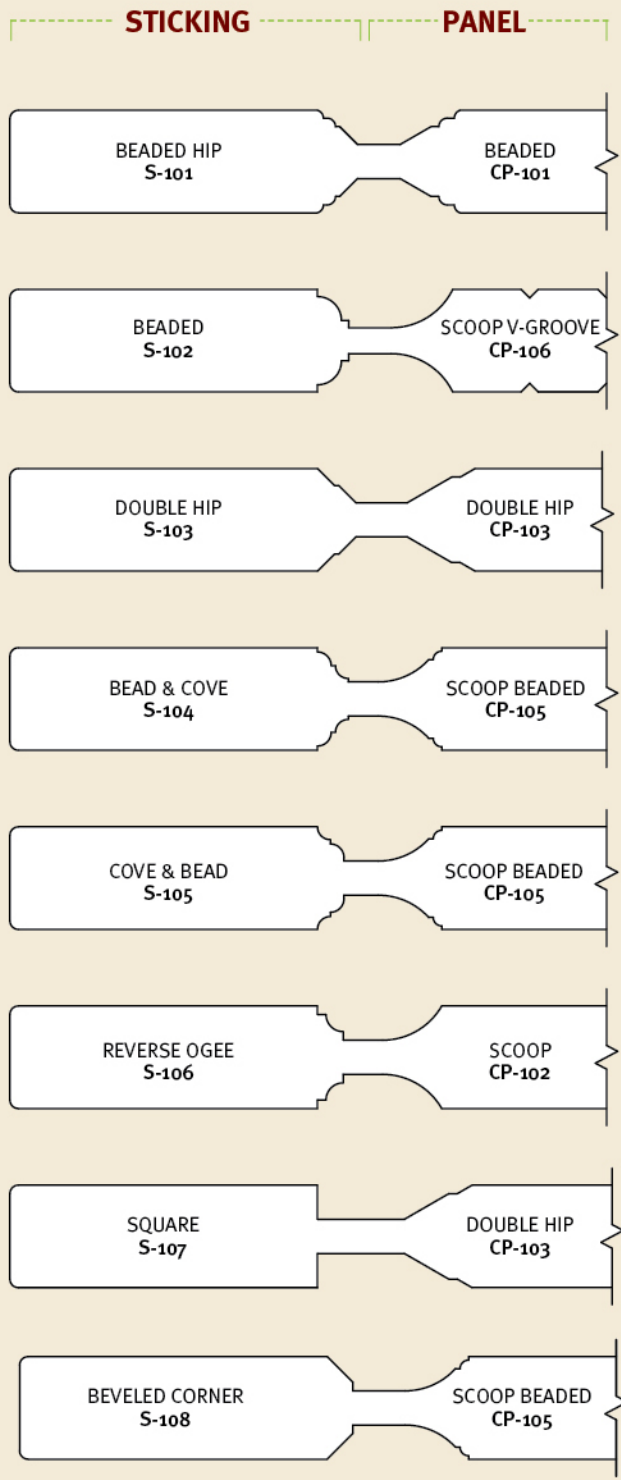 STICKING PANEL
BEADED HIP
S-101
BEADED
CP-101
BEADED
S-102
SCOOP V-GROOVE
CP-106
DOUBLE HIP
S-103
DOUBLE HIP
CP-103
BEAD & COVE
S-104
SCOOP BEADED
CP-105
COVE & BEAD
S-105
SCOOP BEADED
CP-105
REVERSE OGEE
S-106
SCOOP
CP-102
SQUARE
S-107
DOUBLE HIP
CP-103
BEVELED CORNER
S-108
SCOOP BEADED
CP-105